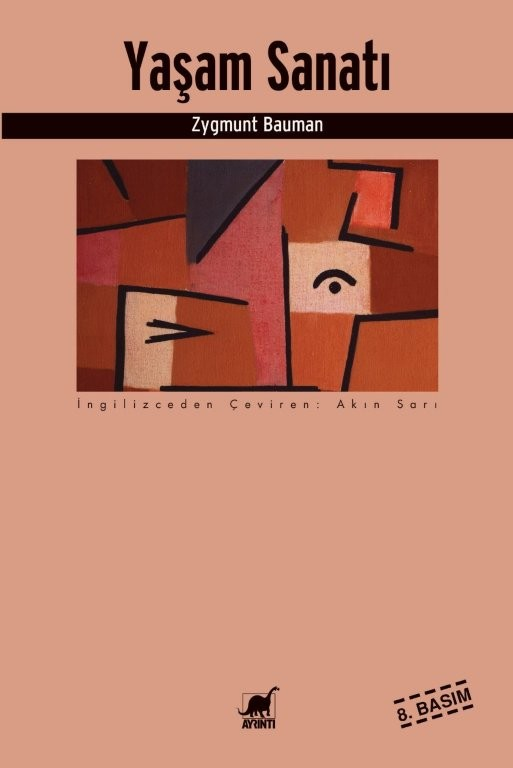 Yaşam Sanatı
Zygmunt Bauman
İngilizceden Çeviren: Akın Sarı
AYRINTI
8. BASIM